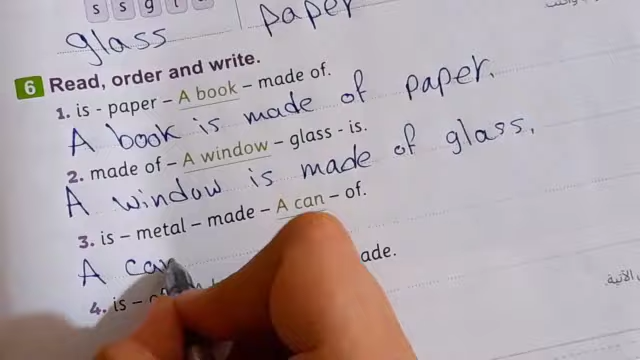 s s g
glass paper
6 Read, order and write.
1. is - paper – A book – made of.
A book is made of paper.
2. made of – A window – glass - is.
A window is made of glass.
3. is – metal – made – A can – of.
A can
4. is – of ade.
الآتية.